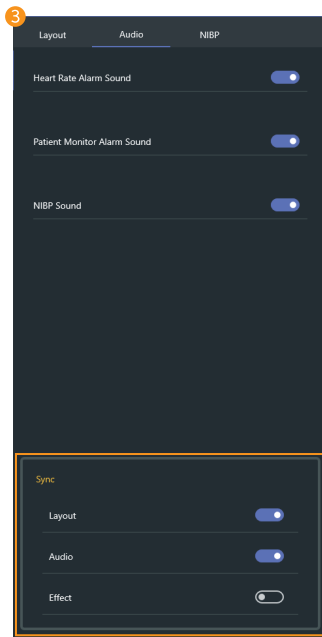 3
Layout Audio NIBP
Heart Rate Alarm Sound
Patient Monitor Alarm Sound
NIBP Sound
Sync
Layout
Audio
Effect